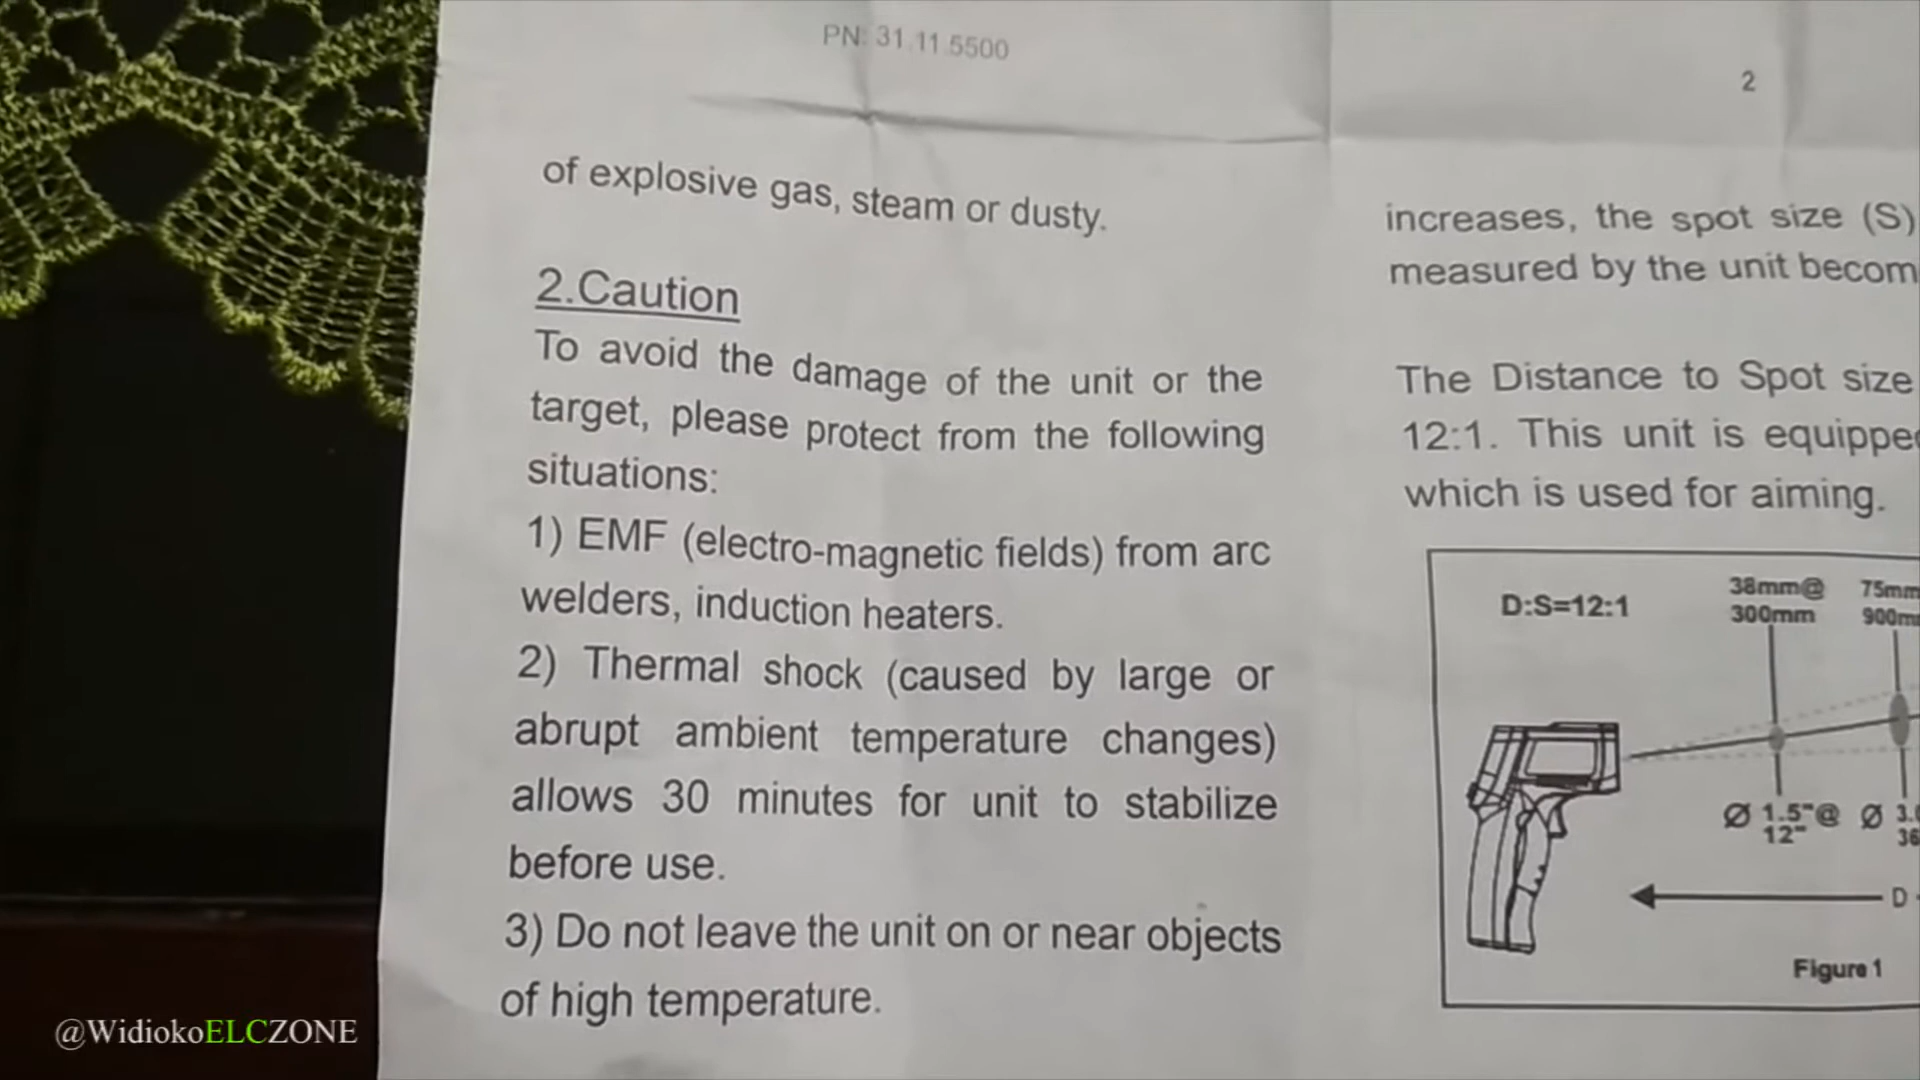 PN: 31.11.5500
of explosive gas, steam or dusty.
2.Caution
To avoid the damage of the unit or the
target, please protect from the following
situations:
1) EMF (electro-magnetic fields) from arc
welders, induction heaters.
2) Thermal shock (caused by large or
abrupt ambient temperature changes)
allows 30 minutes for unit to stabilize
before use.
3) Do not leave the unit on or near objects
of high temperature.
2
increases, the spot size (S)
measured by the unit becom
The Distance to Spot size
12:1. This unit is equippe
which is used for aiming.
D:S=12:1
38mm@ 75mm
300mm 900m
Ø 1.5"@ Ø 3.
12" 36
D
Figure 1
@WidiokoELCZONE